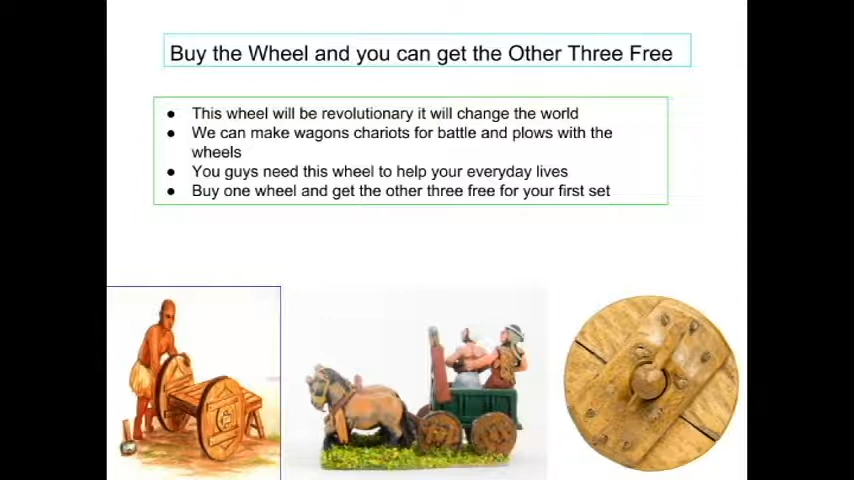 Buy the Wheel and you can get the Other Three Free
● This wheel will be revolutionary it will change the world
● We can make wagons chariots for battle and plows with the
wheels
● You guys need this wheel to help your everyday lives
● Buy one wheel and get the other three free for your first set